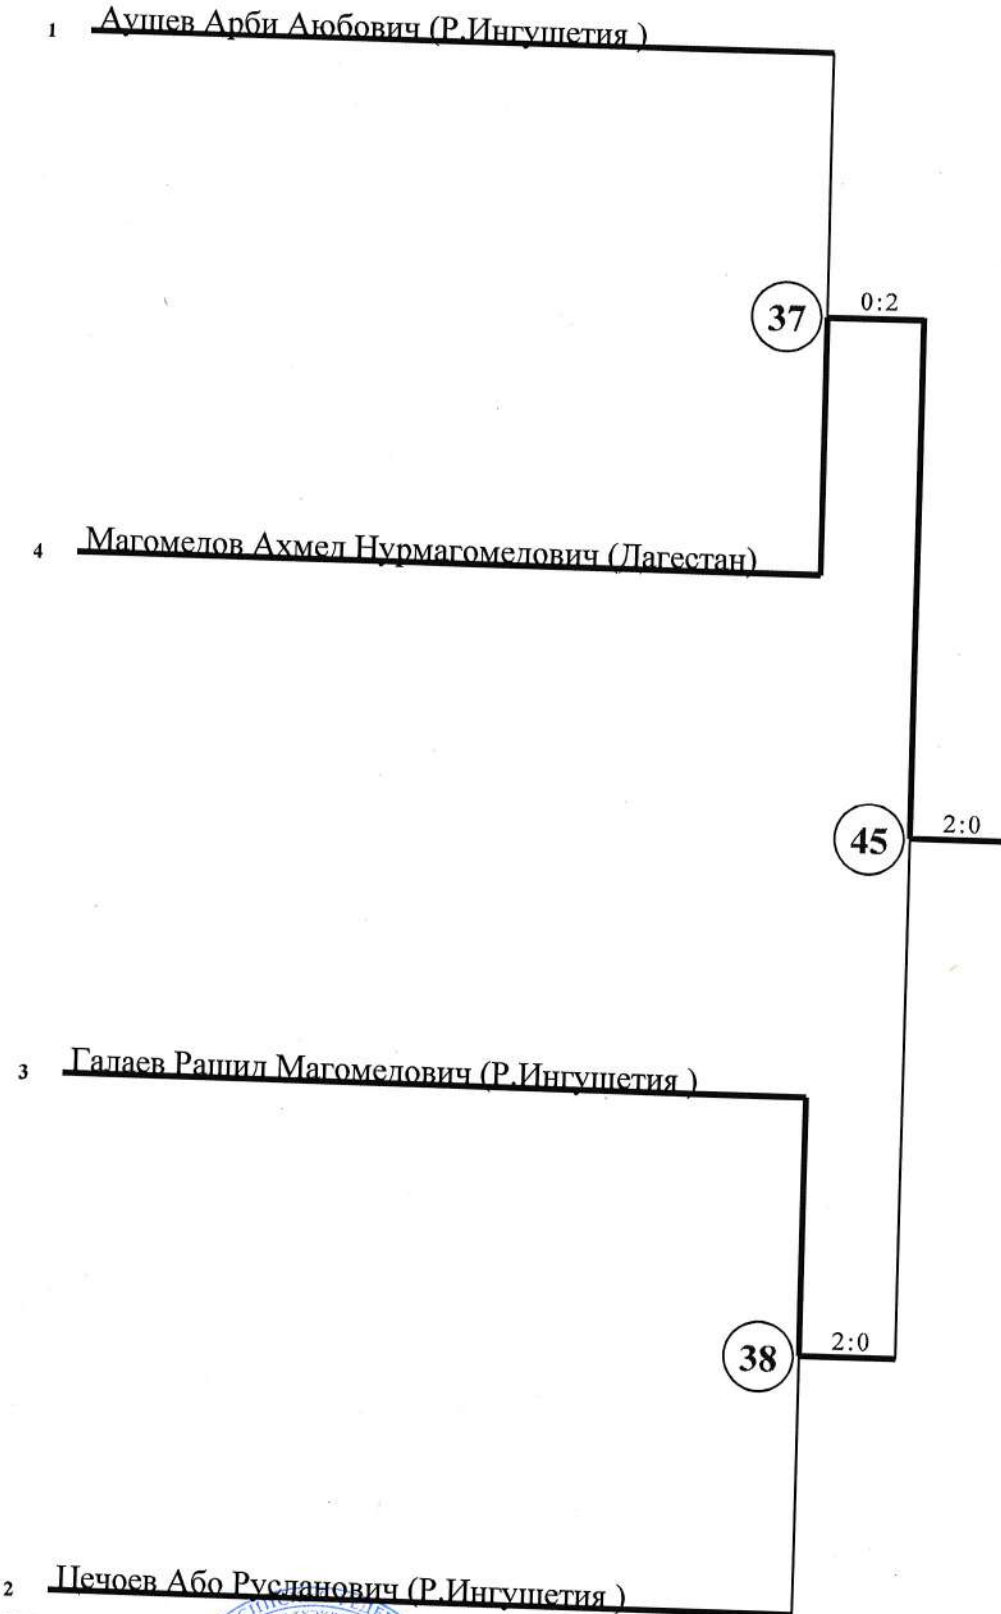 1 Аушев Арби Аюбович (Р.Ингушетия )
37 0:2
4 Магомедов Ахмед Нурмагомедович (Дагестан)
45 2:0
3 Гадаев Рашид Магомедович (Р.Ингушетия )
38 2:0
2 Цечоев Або Русланович (Р.Ингушетия )